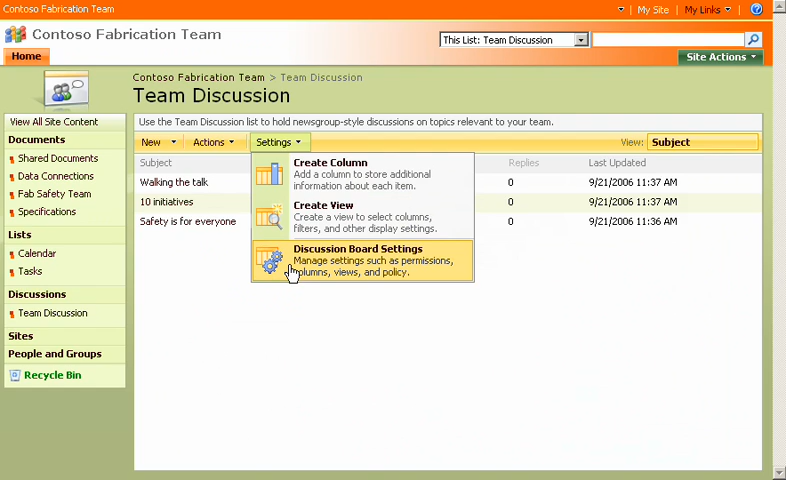 Contoso Fabrication Team
My Site
My Links
Contoso Fabrication Team
This List: Team Discussion
Home
Site Actions
Contoso Fabrication Team > Team Discussion
Team Discussion
View All Site Content
Documents
Shared Documents
Data Connections
Fab Safety Team
Specifications
Lists
Calendar
Tasks
Discussions
Team Discussion
Sites
People and Groups
Recycle Bin
Use the Team Discussion list to hold newsgroup-style discussions on topics relevant to your team.
New Actions Settings View: Subject
Subject Replies Last Updated
Walking the talk 0 9/21/2006 11:37 AM
10 initiatives 0 9/21/2006 11:37 AM
Safety is for everyone 0 9/21/2006 11:36 AM
Create Column
Add a column to store additional
information about each item.
Create View
Create a view to select columns,
filters, and other display settings.
Discussion Board Settings
Manage settings such as permissions,
columns, views, and policy.